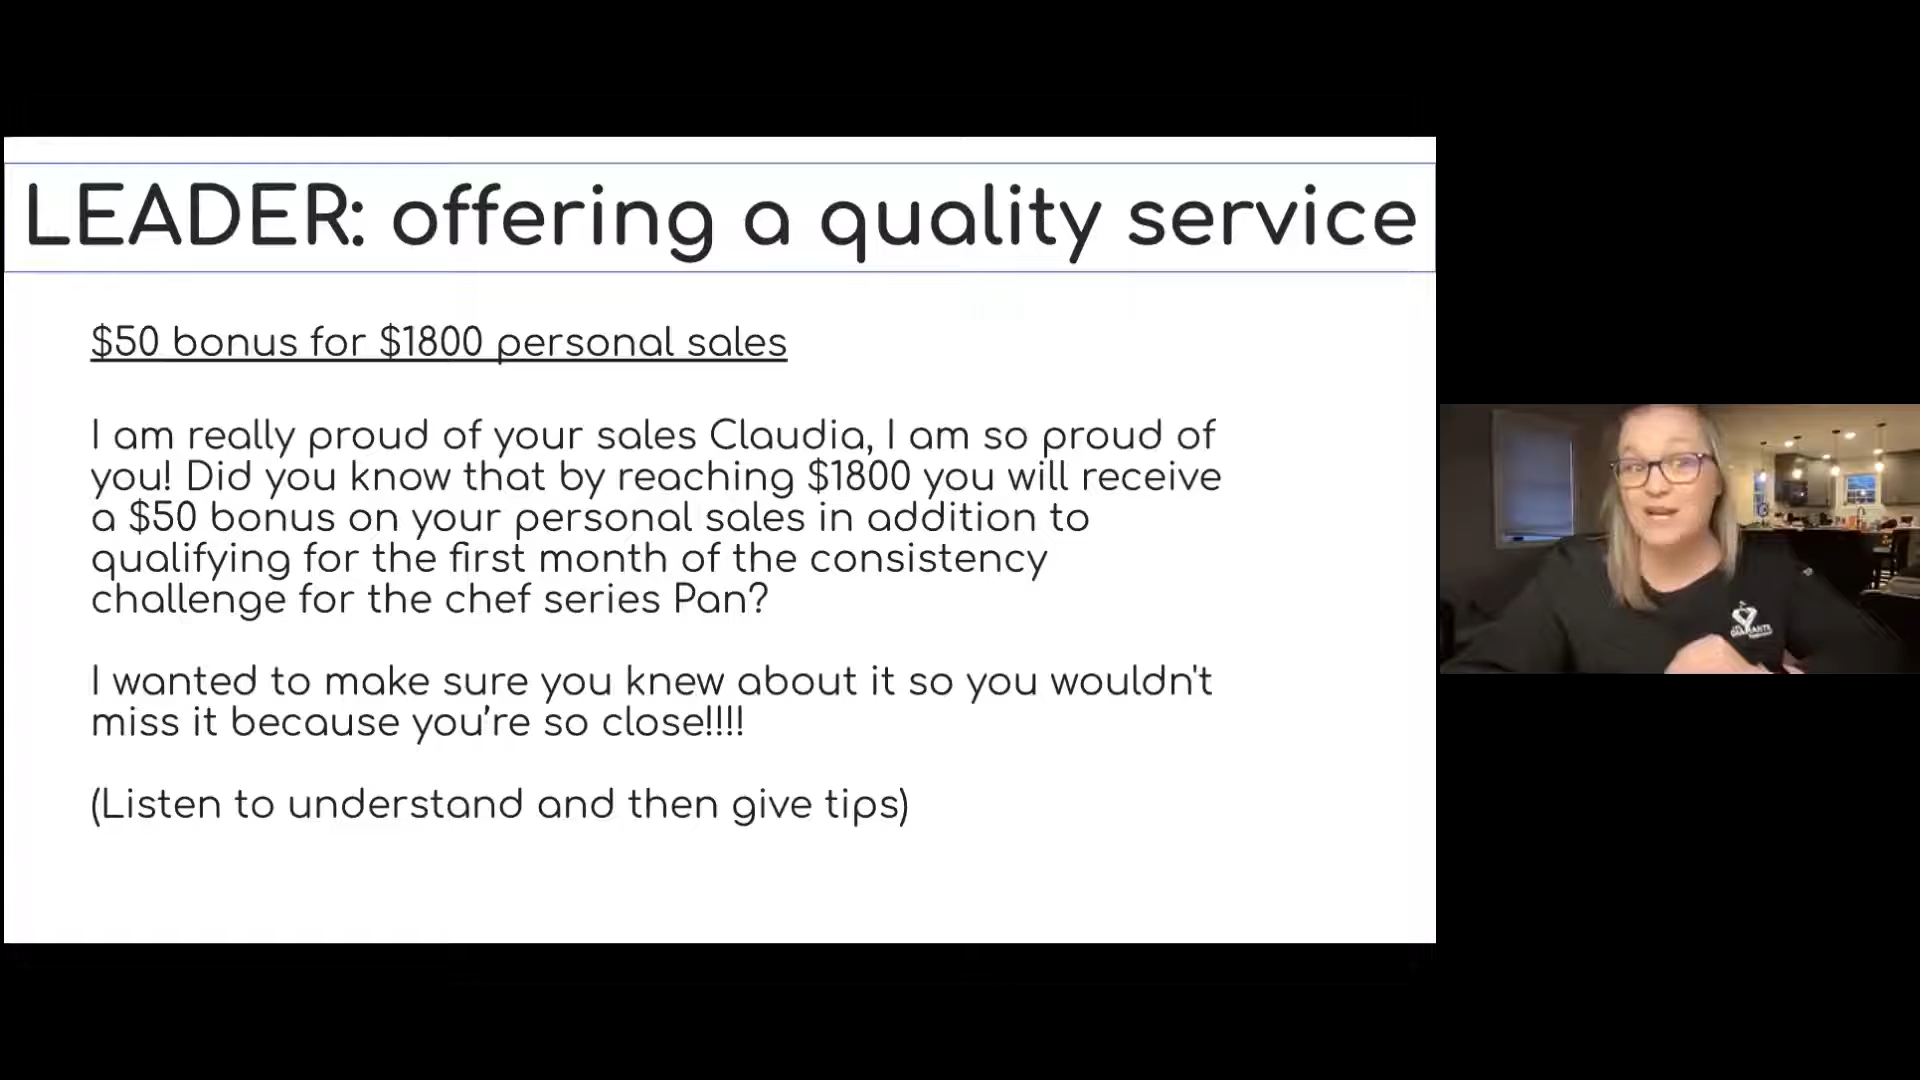 LEADER: offering a quality service
$50 bonus for $1800 personal sales
I am really proud of your sales Claudia, I am so proud of
you! Did you know that by reaching $1800 you will receive
a $50 bonus on your personal sales in addition to
qualifying for the first month of the consistency
challenge for the chef series Pan?
I wanted to make sure you knew about it so you wouldn't
miss it because you’re so close!!!!
(Listen to understand and then give tips)